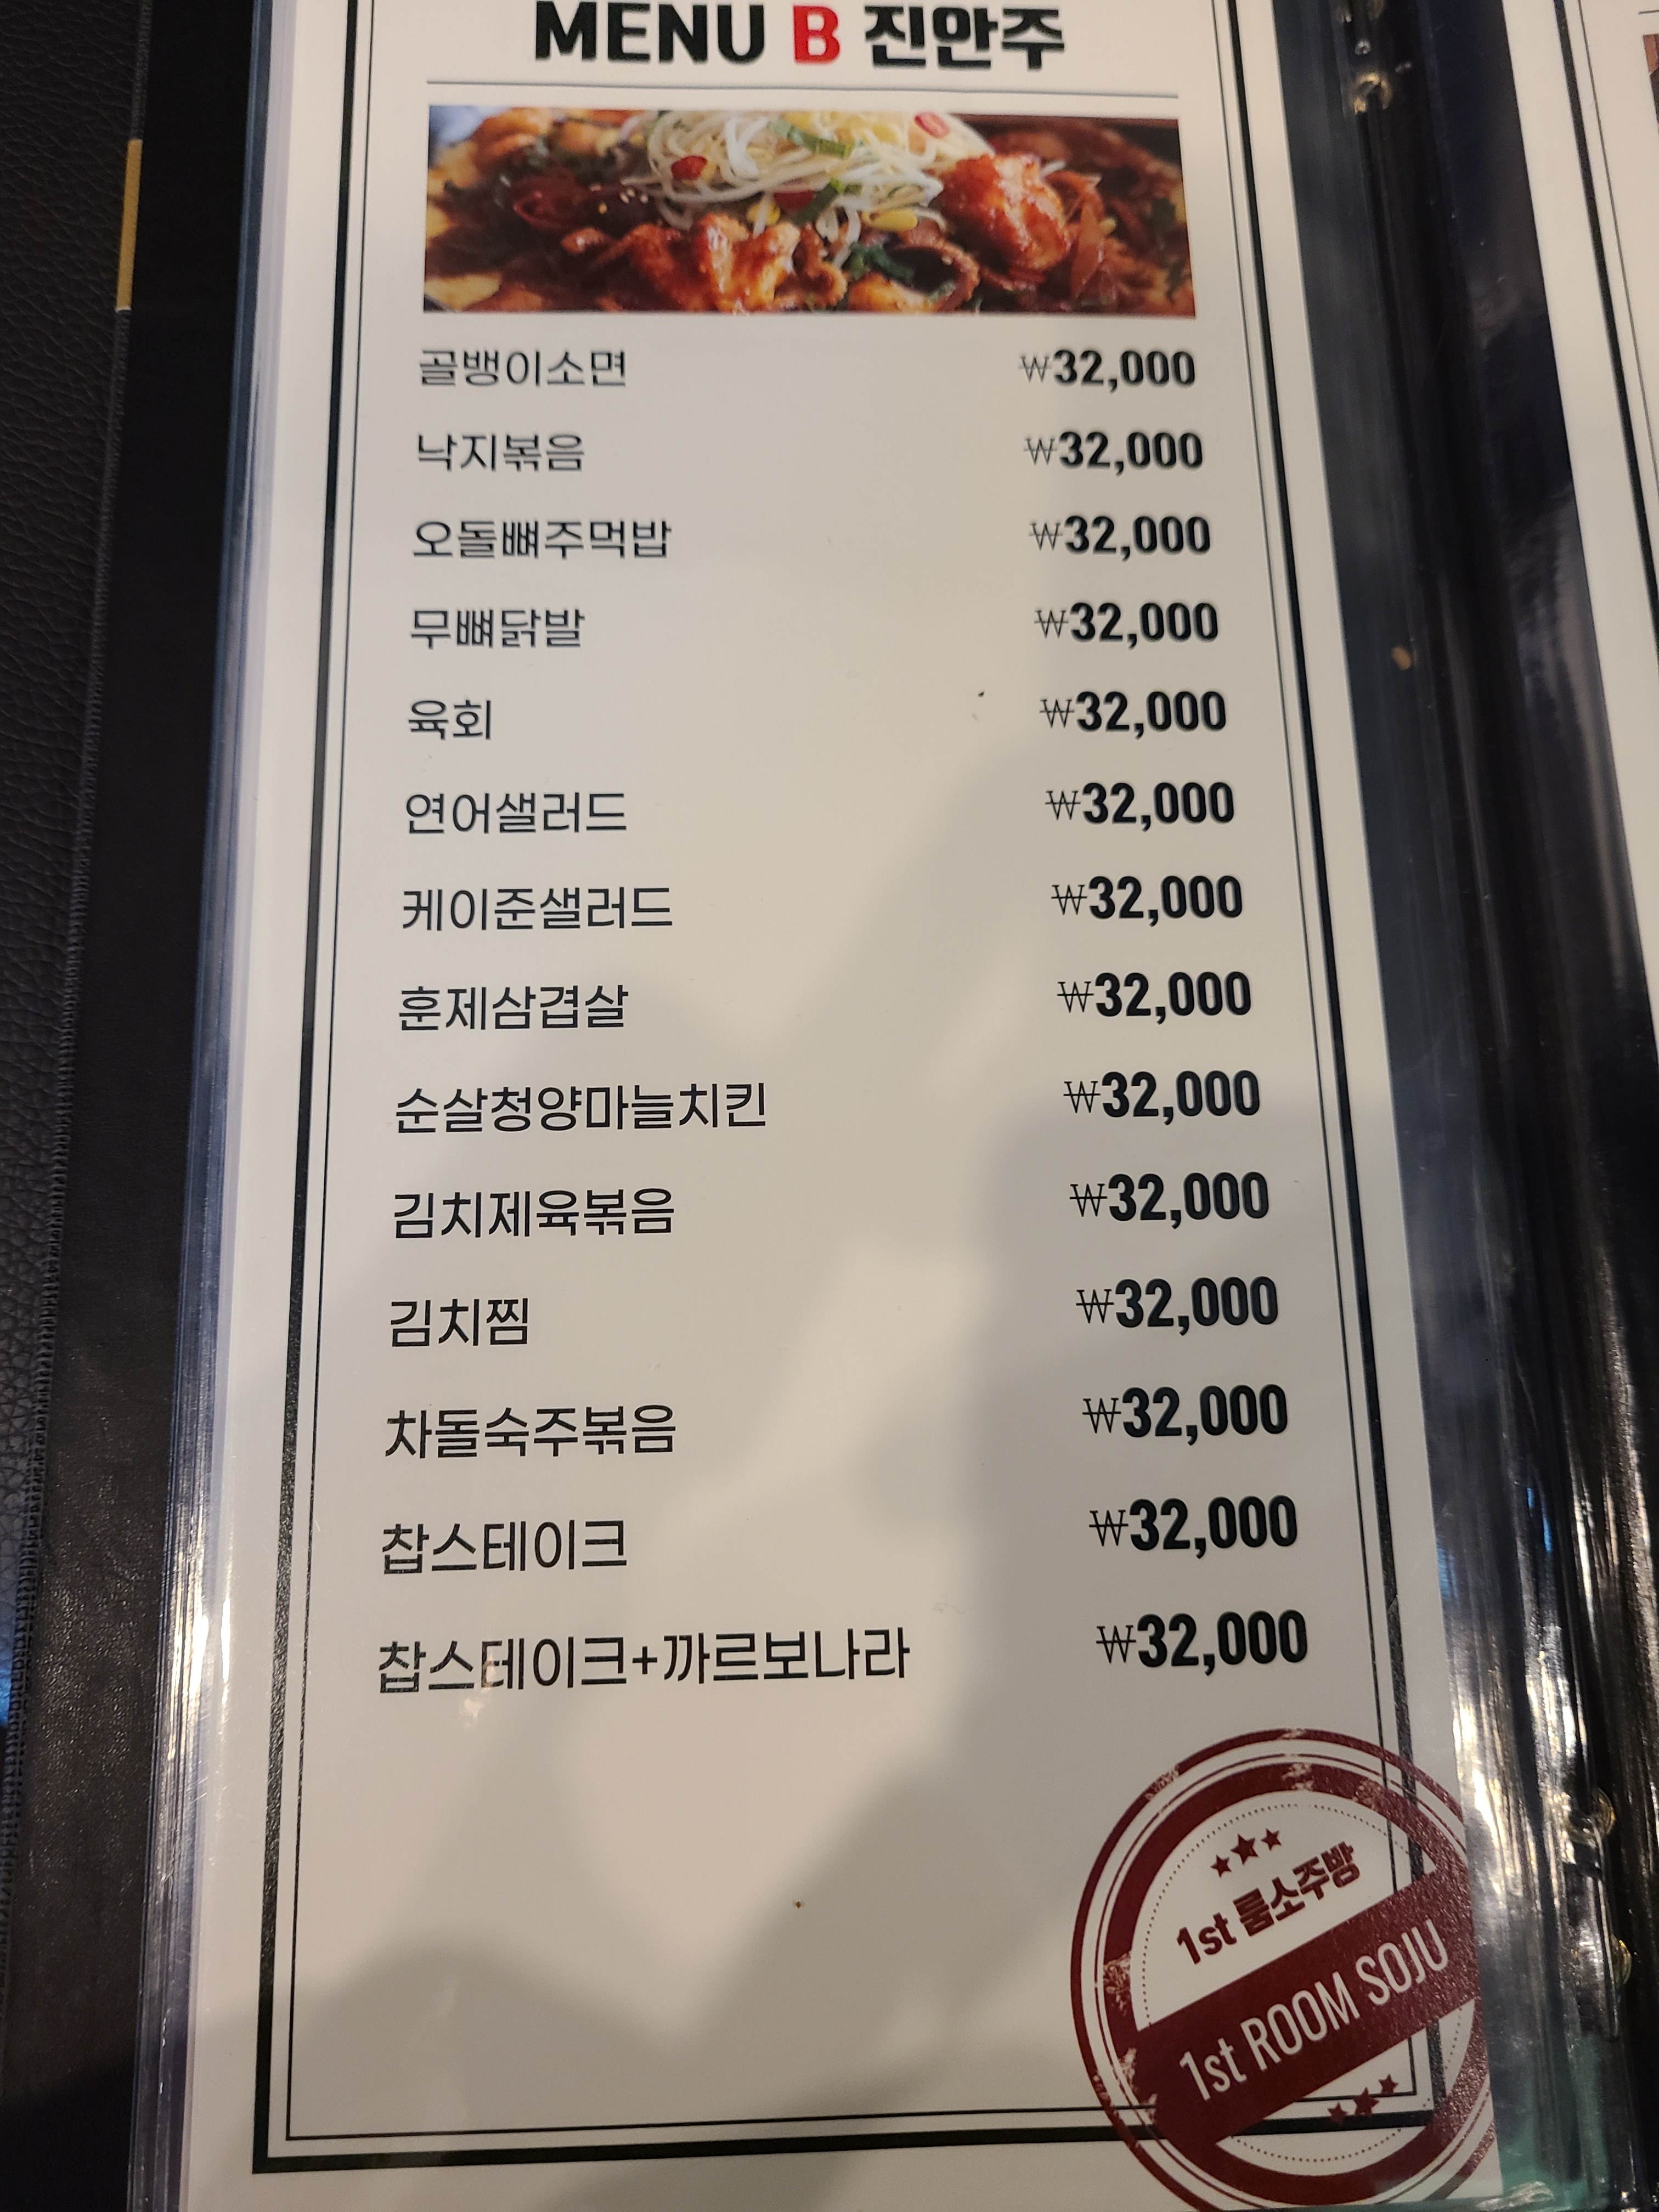 MENU B 진안주
골뱅이소면 ₩32,000
낙지볶음 ₩32,000
오돌뼈주먹밥 ₩32,000
무뼈닭발 ₩32,000
육회 ₩32,000
연어샐러드 ₩32,000
케이준샐러드 ₩32,000
훈제삼겹살 ₩32,000
순살청양마늘치킨 ₩32,000
김치제육볶음 ₩32,000
김치찜 ₩32,000
차돌숙주볶음 ₩32,000
찹스테이크 ₩32,000
찹스테이크+까르보나라 ₩32,000
1st 룸소주방
1st ROOM SOJU